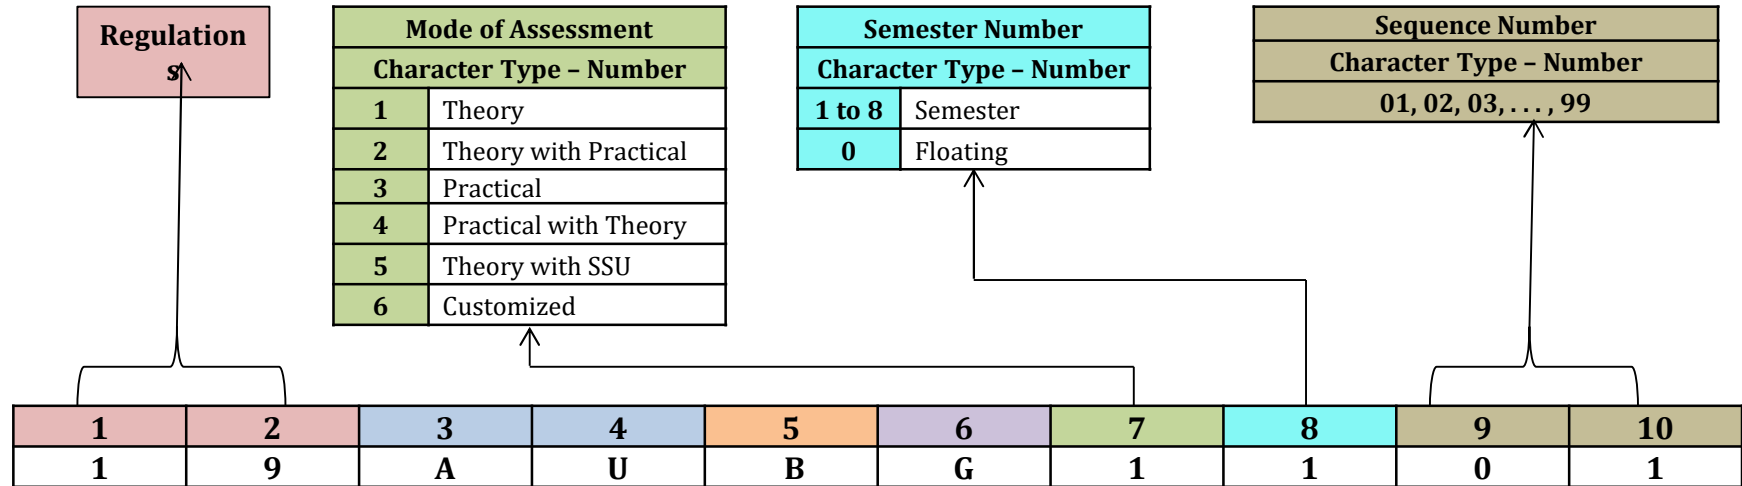 Regulation
s
Mode of Assessment
Character Type – Number
1 Theory
2 Theory with Practical
3 Practical
4 Practical with Theory
5 Theory with SSU
6 Customized
Semester Number
Character Type – Number
1 to 8 Semester
0 Floating
Sequence Number
Character Type – Number
01, 02, 03, . . . , 99
1 2 3 4 5 6 7 8 9 10
1 9 A U B G 1 1 0 1